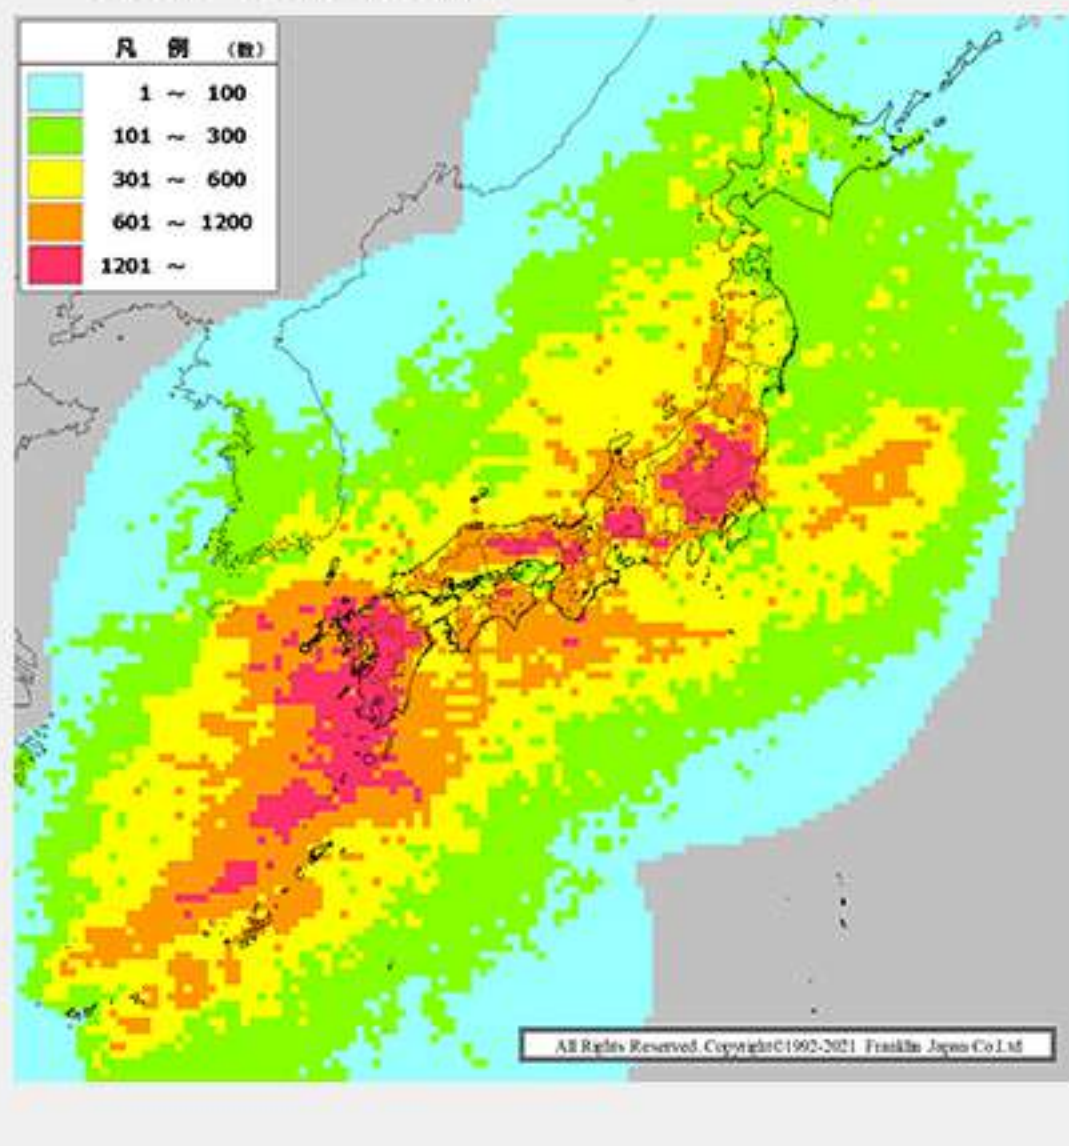 凡 例 (数)
1 ~ 100
101 ~ 300
301 ~ 600
601 ~ 1200
1201 ~
All Rights Reserved. Copyright©1992-2021 Franklin Japan Co.Ltd